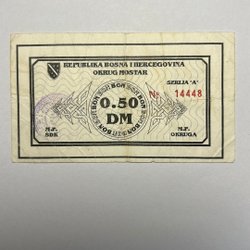 REPUBLIKA BOSNA I HERCEGOVINA
OKRUG MOSTAR
SERIJA "A"
No 14448
0.50
DM
M.P.
SDK
M.P.
OKRUGA